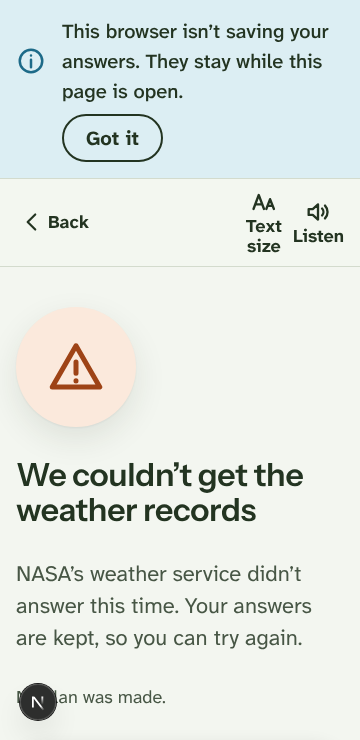 This browser isn’t saving your
answers. They stay while this
page is open.
Got it
Back
Text
size
Listen
We couldn’t get the
weather records
NASA’s weather service didn’t
answer this time. Your answers
are kept, so you can try again.
was made.
N